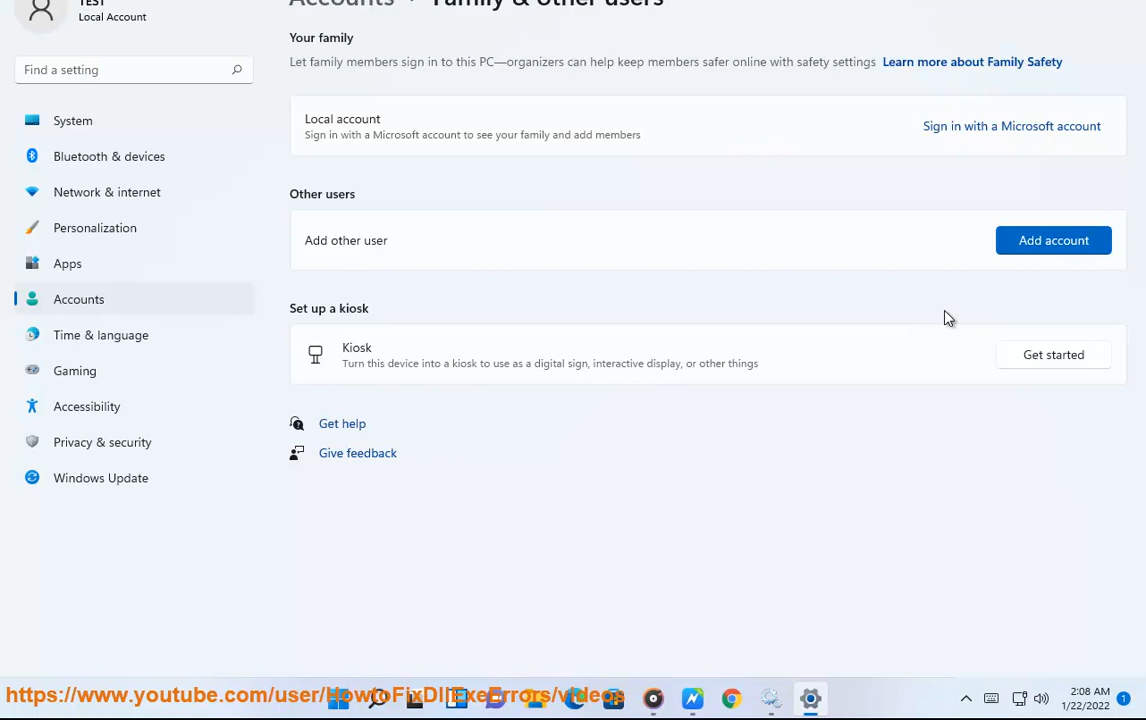 TEST
Local Account
Accounts > Family & other users
Find a setting
System
Bluetooth & devices
Network & internet
Personalization
Apps
Accounts
Time & language
Gaming
Accessibility
Privacy & security
Windows Update
Your family
Let family members sign in to this PC—organizers can help keep members safer online with safety settings Learn more about Family Safety
Local account
Sign in with a Microsoft account to see your family and add members
Sign in with a Microsoft account
Other users
Add other user
Add account
Set up a kiosk
Kiosk
Turn this device into a kiosk to use as a digital sign, interactive display, or other things
Get started
Get help
Give feedback
https://www.youtube.com/user/HowtoFixDllExeErrors/videos
2:08 AM
1/22/2022
1